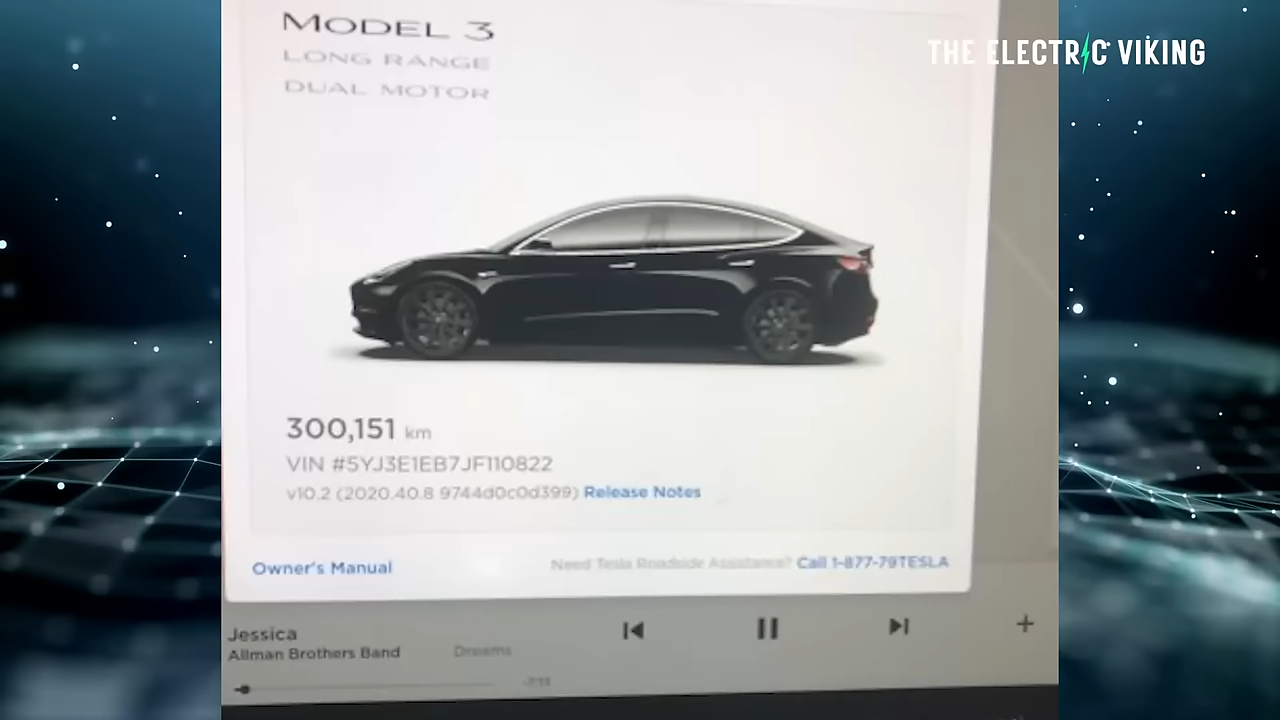 MODEL 3
LONG RANGE
DUAL MOTOR
THE ELECTRIC VIKING
300,151 km
VIN #5YJ3E1EB7JF110822
v10.2 (2020.40.8 9744d0c0d399) Release Notes
Owner's Manual
Need Tesla Roadside Assistance? Call 1-877-79TESLA
Jessica
Allman Brothers Band
Dreams